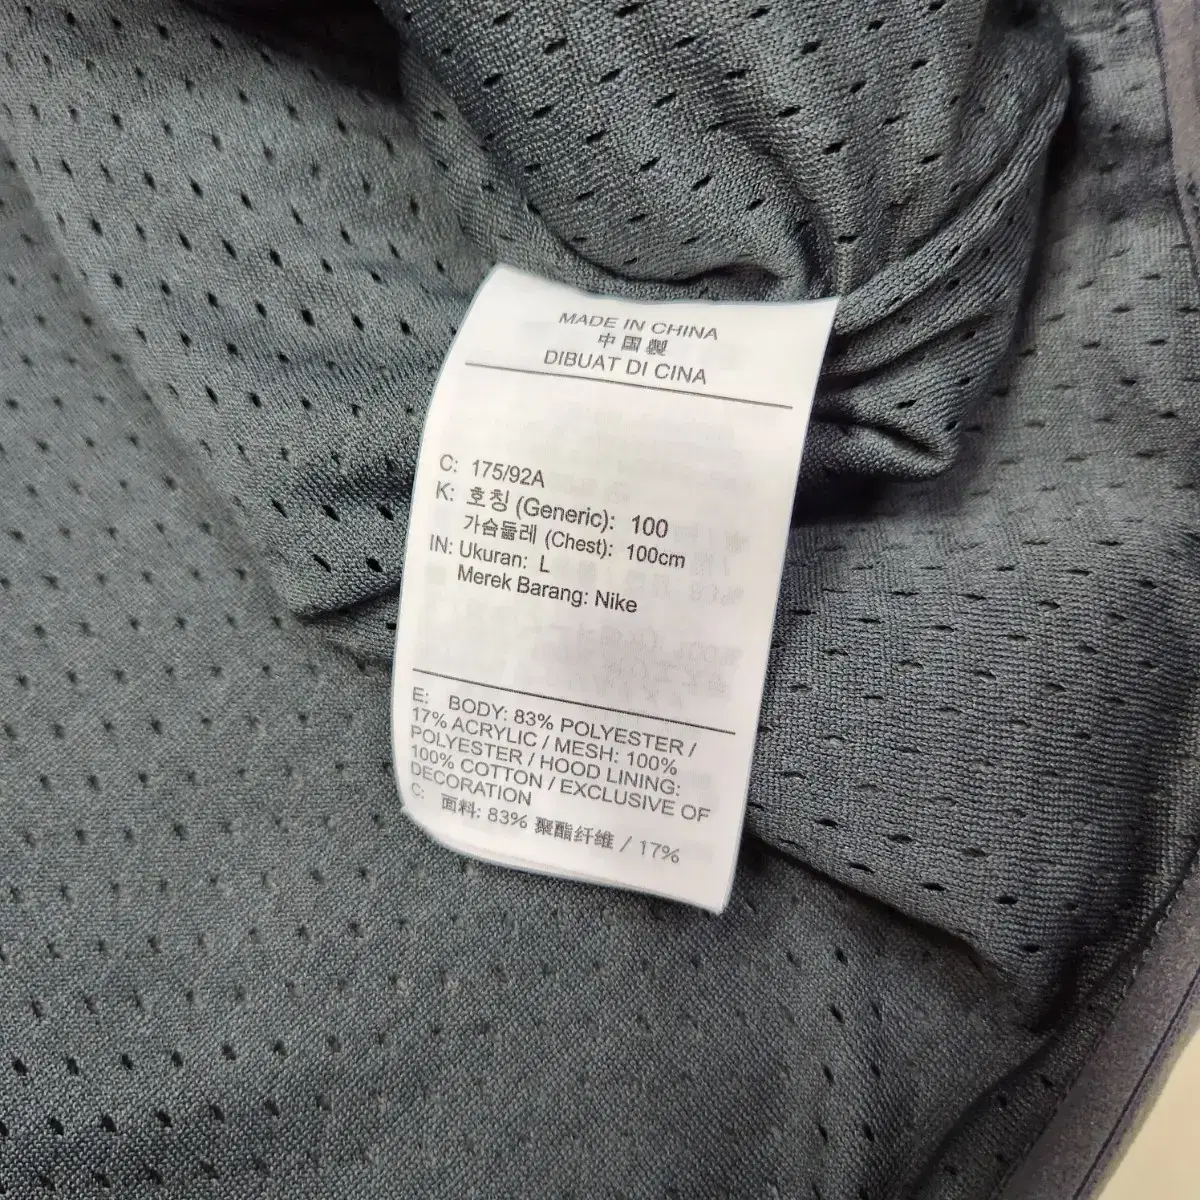 MADE IN CHINA
中国製
DIBUAT DI CINA
C: 175/92A
K: 호칭 (Generic): 100
가슴둘레 (Chest): 100cm
IN: Ukuran: L
Merek Barang: Nike
E: BODY: 83% POLYESTER /
17% ACRYLIC / MESH: 100%
POLYESTER / HOOD LINING:
100% COTTON / EXCLUSIVE OF
DECORATION
C: 面料: 83% 聚酯纤维 / 17%